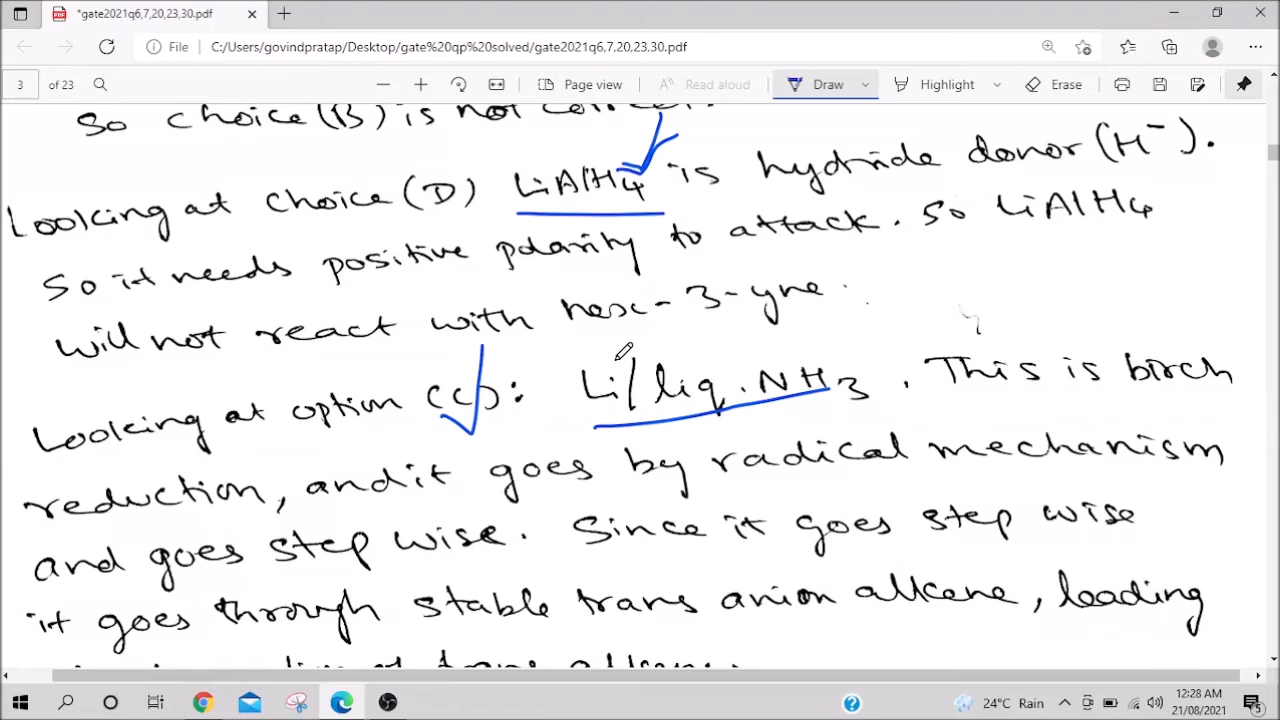 *gate2021q6,7,20,23,30.pdf
File C:/Users/govindpratap/Desktop/gate%20qp%20solved/gate2021q6,7,20,23,30.pdf
3 of 23 Page view Read aloud Draw Highlight Erase
So choice (B) is not correct.
Looking at choice (D) LiAlH4 is hydride donor (H-).
So it needs positive polarity to attack. So LiAlH4
will not react with hex-3-yne.
Looking at option (C): Li/liq.NH3. This is birch
reduction, and it goes by radical mechanism
and goes step wise. Since it goes step wise
it goes through stable trans anion alkene, leading
of trans alkene
24°C Rain 12:28 AM
21/08/2021
5